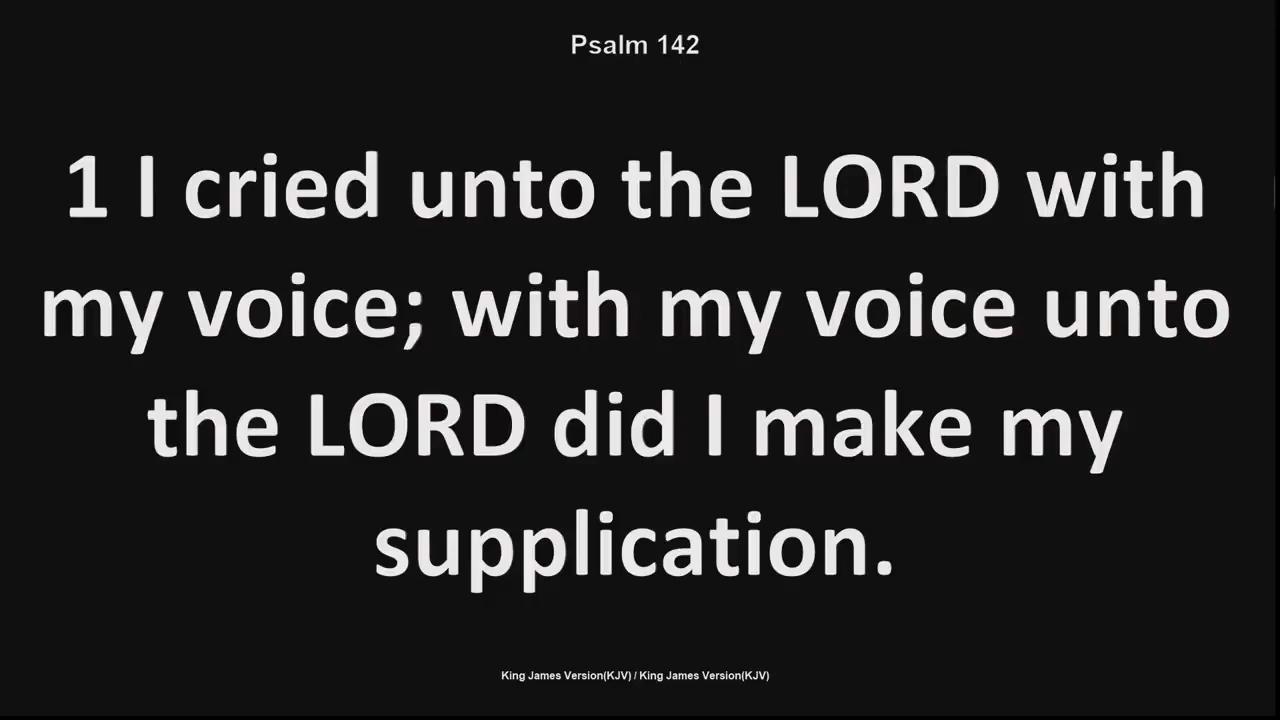 Psalm 142
1 I cried unto the LORD with
my voice; with my voice unto
the LORD did I make my
supplication.
King James Version(KJV) / King James Version(KJV)